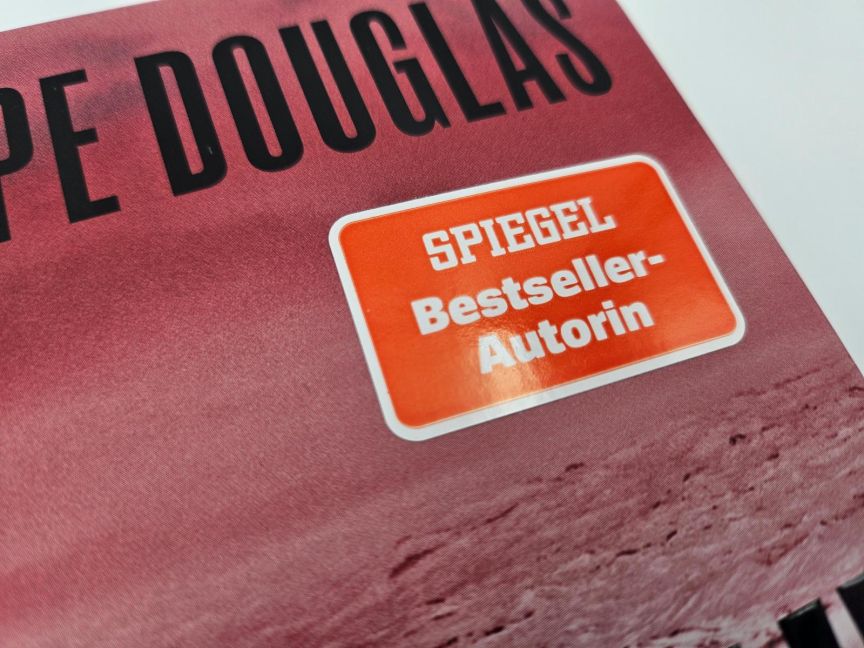 PE DOUGLAS
SPIEGEL
Bestseller-
Autorin